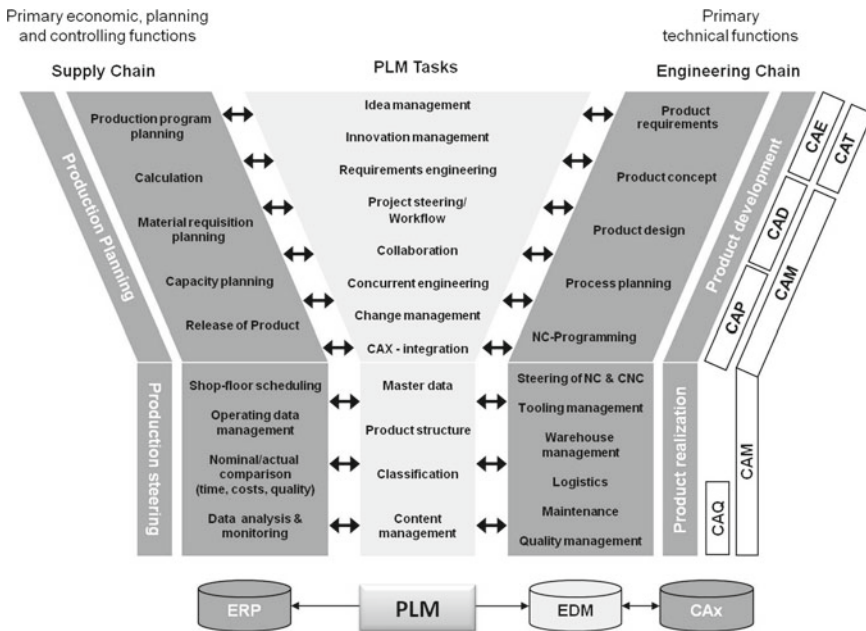 Primary economic, planning
and controlling functions
Primary
technical functions
Supply Chain
PLM Tasks
Engineering Chain
Production Planning
Production program
planning
Calculation
Material requisition
planning
Capacity planning
Release of Product
Idea management
Innovation management
Requirements engineering
Project steering/
Workflow
Collaboration
Concurrent engineering
Change management
CAX - integration
Product
requirements
Product concept
Product design
Process planning
NC-Programming
Product development
CAE
CAT
CAD
CAM
CAP
Production steering
Shop-floor scheduling
Operating data
management
Nominal/actual
comparison
(time, costs, quality)
Data analysis &
monitoring
Master data
Product structure
Classification
Content
management
Steering of NC & CNC
Tooling management
Warehouse
management
Logistics
Maintenance
Quality management
Product realization
CAQ
CAM
ERP
PLM
EDM
CAx